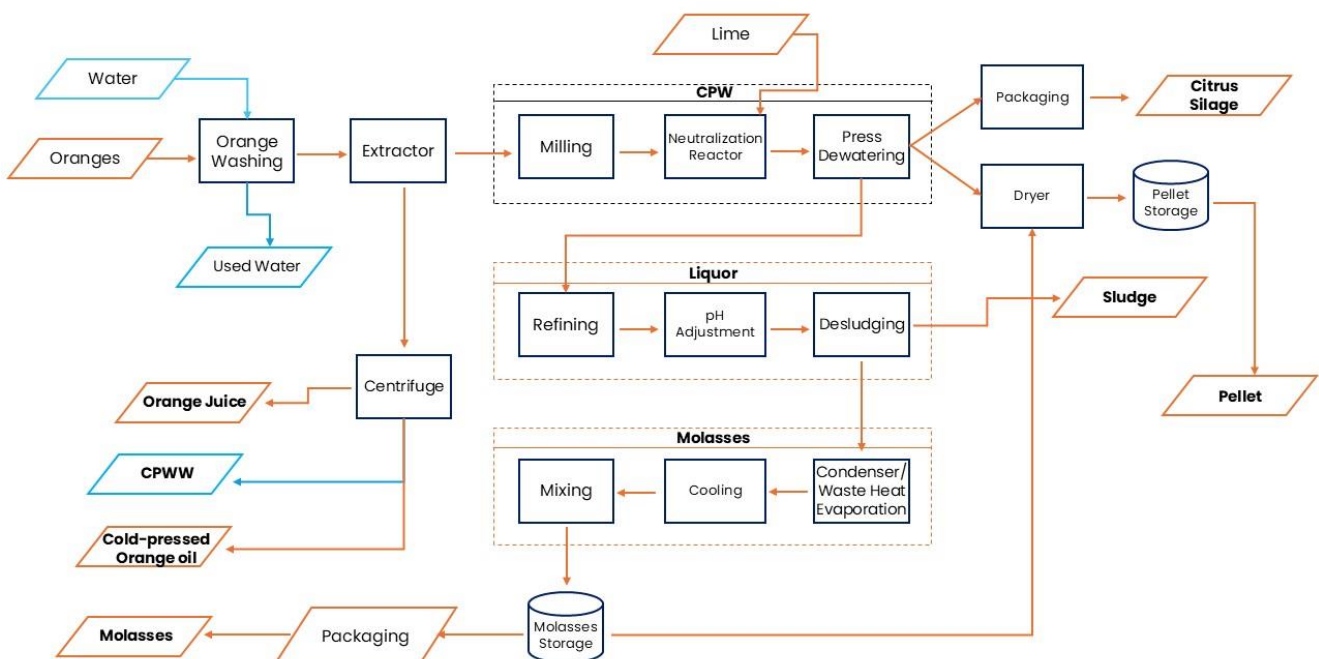 Lime
Water
CPW
Packaging
Citrus
Silage
Oranges
Orange
Washing
Extractor
Milling
Neutralization
Reactor
Press
Dewatering
Dryer
Pellet
Storage
Used Water
Liquor
Refining
pH
Adjustment
Desludging
Sludge
Centrifuge
Orange Juice
Pellet
Molasses
CPWW
Mixing
Cooling
Condenser/
Waste Heat
Evaporation
Cold-pressed
Orange oil
Molasses
Packaging
Molasses
Storage